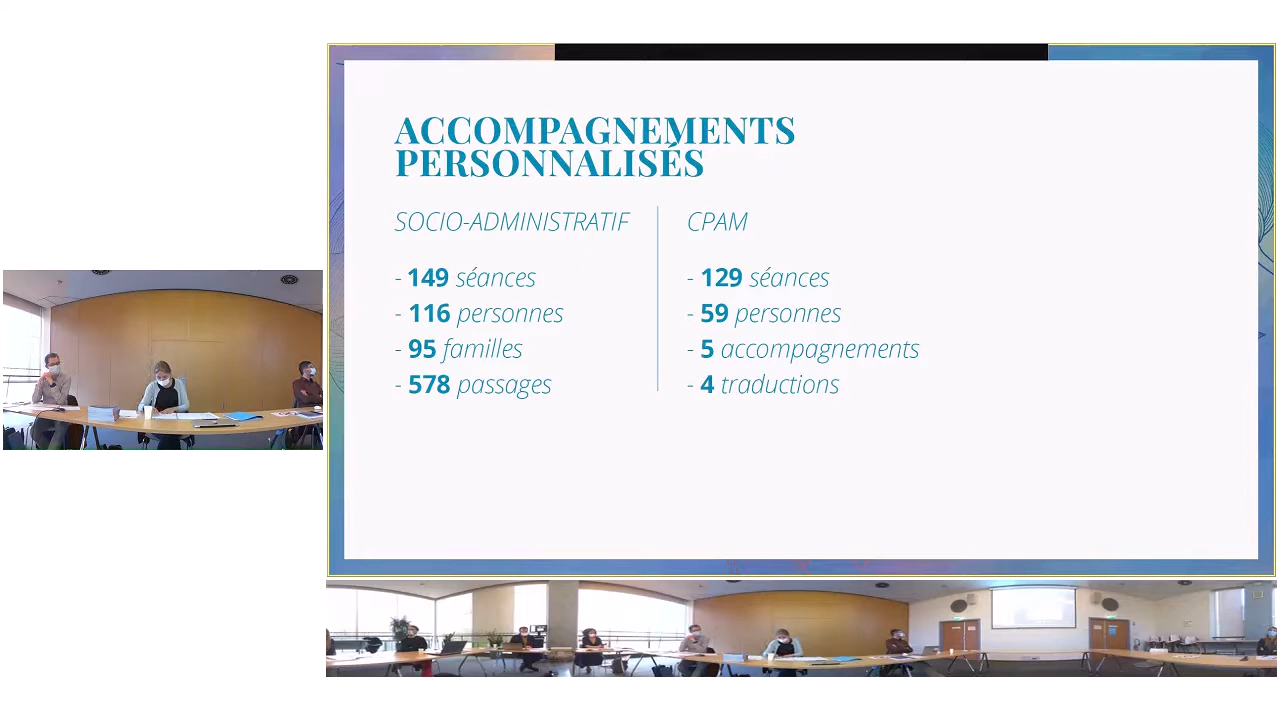 ACCOMPAGNEMENTS
PERSONNALISÉS
SOCIO-ADMINISTRATIF
- 149 séances
- 116 personnes
- 95 familles
- 578 passages
CPAM
- 129 séances
- 59 personnes
- 5 accompagnements
- 4 traductions